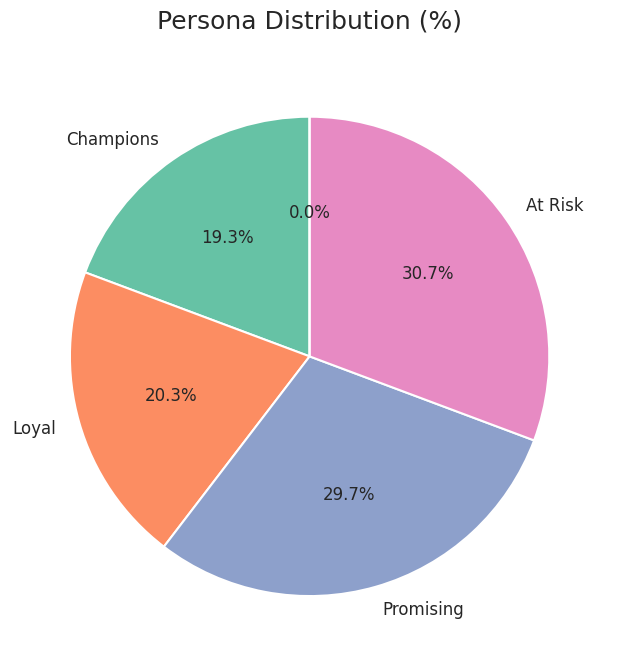 Persona Distribution (%)
Champions
At Risk
0.0%
19.3%
30.7%
20.3%
Loyal
29.7%
Promising